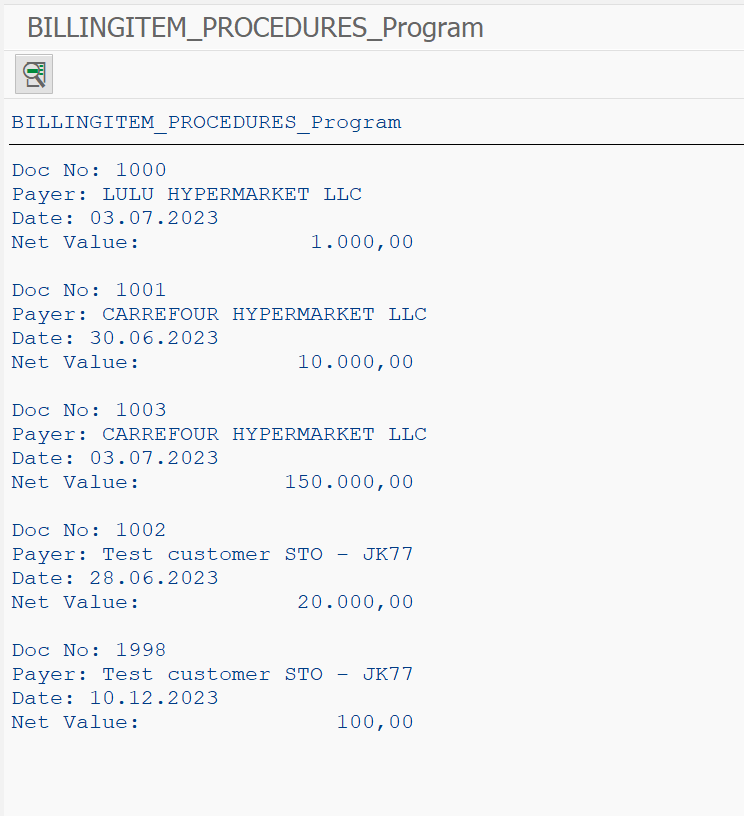 BILLINGITEM_PROCEDURES_Program
BILLINGITEM_PROCEDURES_Program
Doc No: 1000
Payer: LULU HYPERMARKET LLC
Date: 03.07.2023
Net Value: 1.000,00
Doc No: 1001
Payer: CARREFOUR HYPERMARKET LLC
Date: 30.06.2023
Net Value: 10.000,00
Doc No: 1003
Payer: CARREFOUR HYPERMARKET LLC
Date: 03.07.2023
Net Value: 150.000,00
Doc No: 1002
Payer: Test customer STO - JK77
Date: 28.06.2023
Net Value: 20.000,00
Doc No: 1998
Payer: Test customer STO - JK77
Date: 10.12.2023
Net Value: 100,00